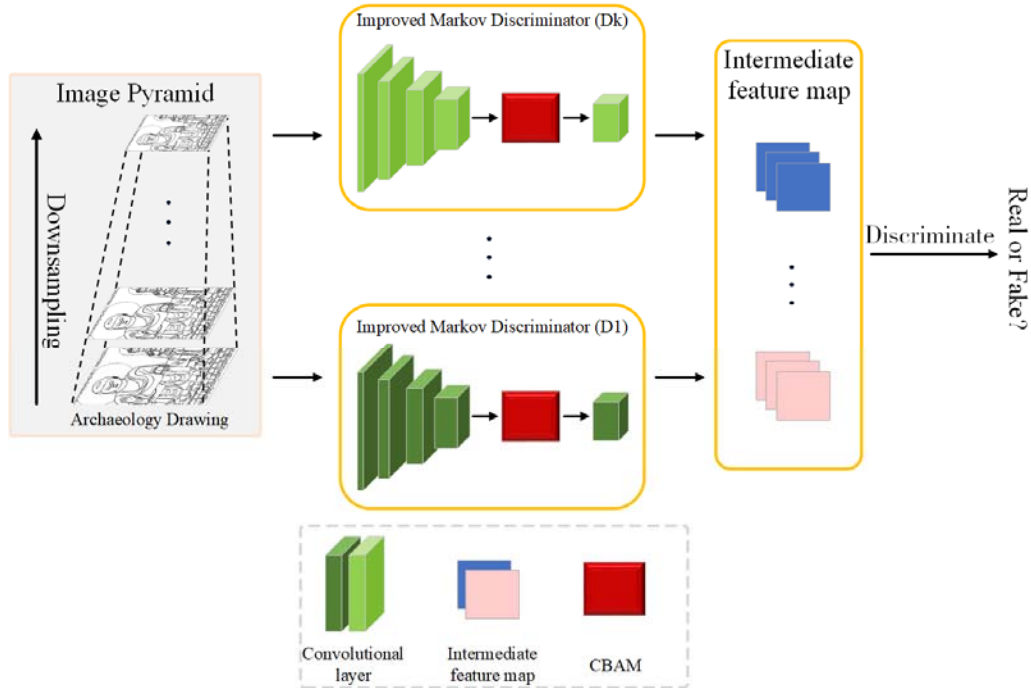 Image Pyramid
Downsampling
Archaeology Drawing
Improved Markov Discriminator (Dk)
Improved Markov Discriminator (D1)
Intermediate
feature map
Discriminate
Real or Fake?
Convolutional
layer
Intermediate
feature map
CBAM